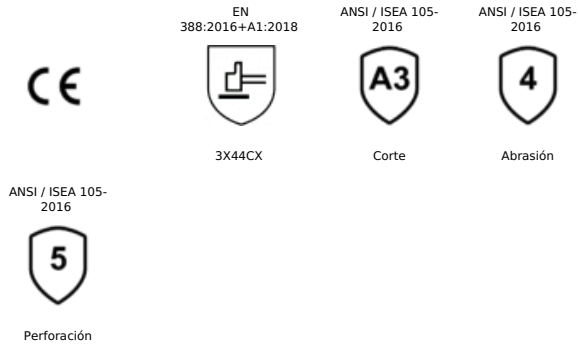 EN
388:2016+A1:2018
ANSI / ISEA 105-
2016
ANSI / ISEA 105-
2016
CE
A3
4
3X44CX
Corte
Abrasión
ANSI / ISEA 105-
2016
5
Perforación